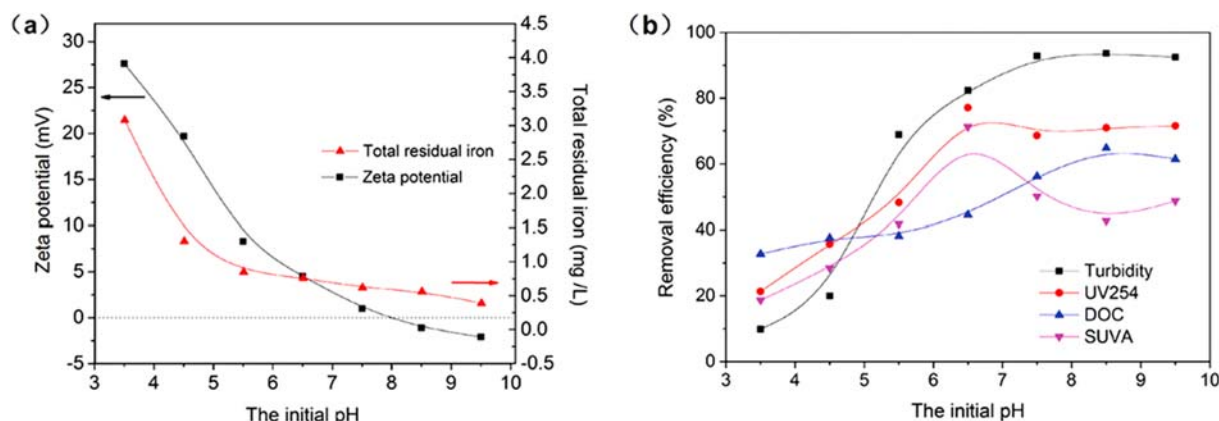 (a)
30
25
20
15
10
5
0
-5
Zeta potential (mV)
4.5
4.0
3.5
3.0
2.5
2.0
1.5
1.0
0.5
0.0
-0.5
Total residual iron (mg /L)
Total residual iron
Zeta potential
3 4 5 6 7 8 9 10
The initial pH
(b)
100
80
60
40
20
0
Removal efficiency (%)
Turbidity
UV254
DOC
SUVA
3 4 5 6 7 8 9 10
The initial pH